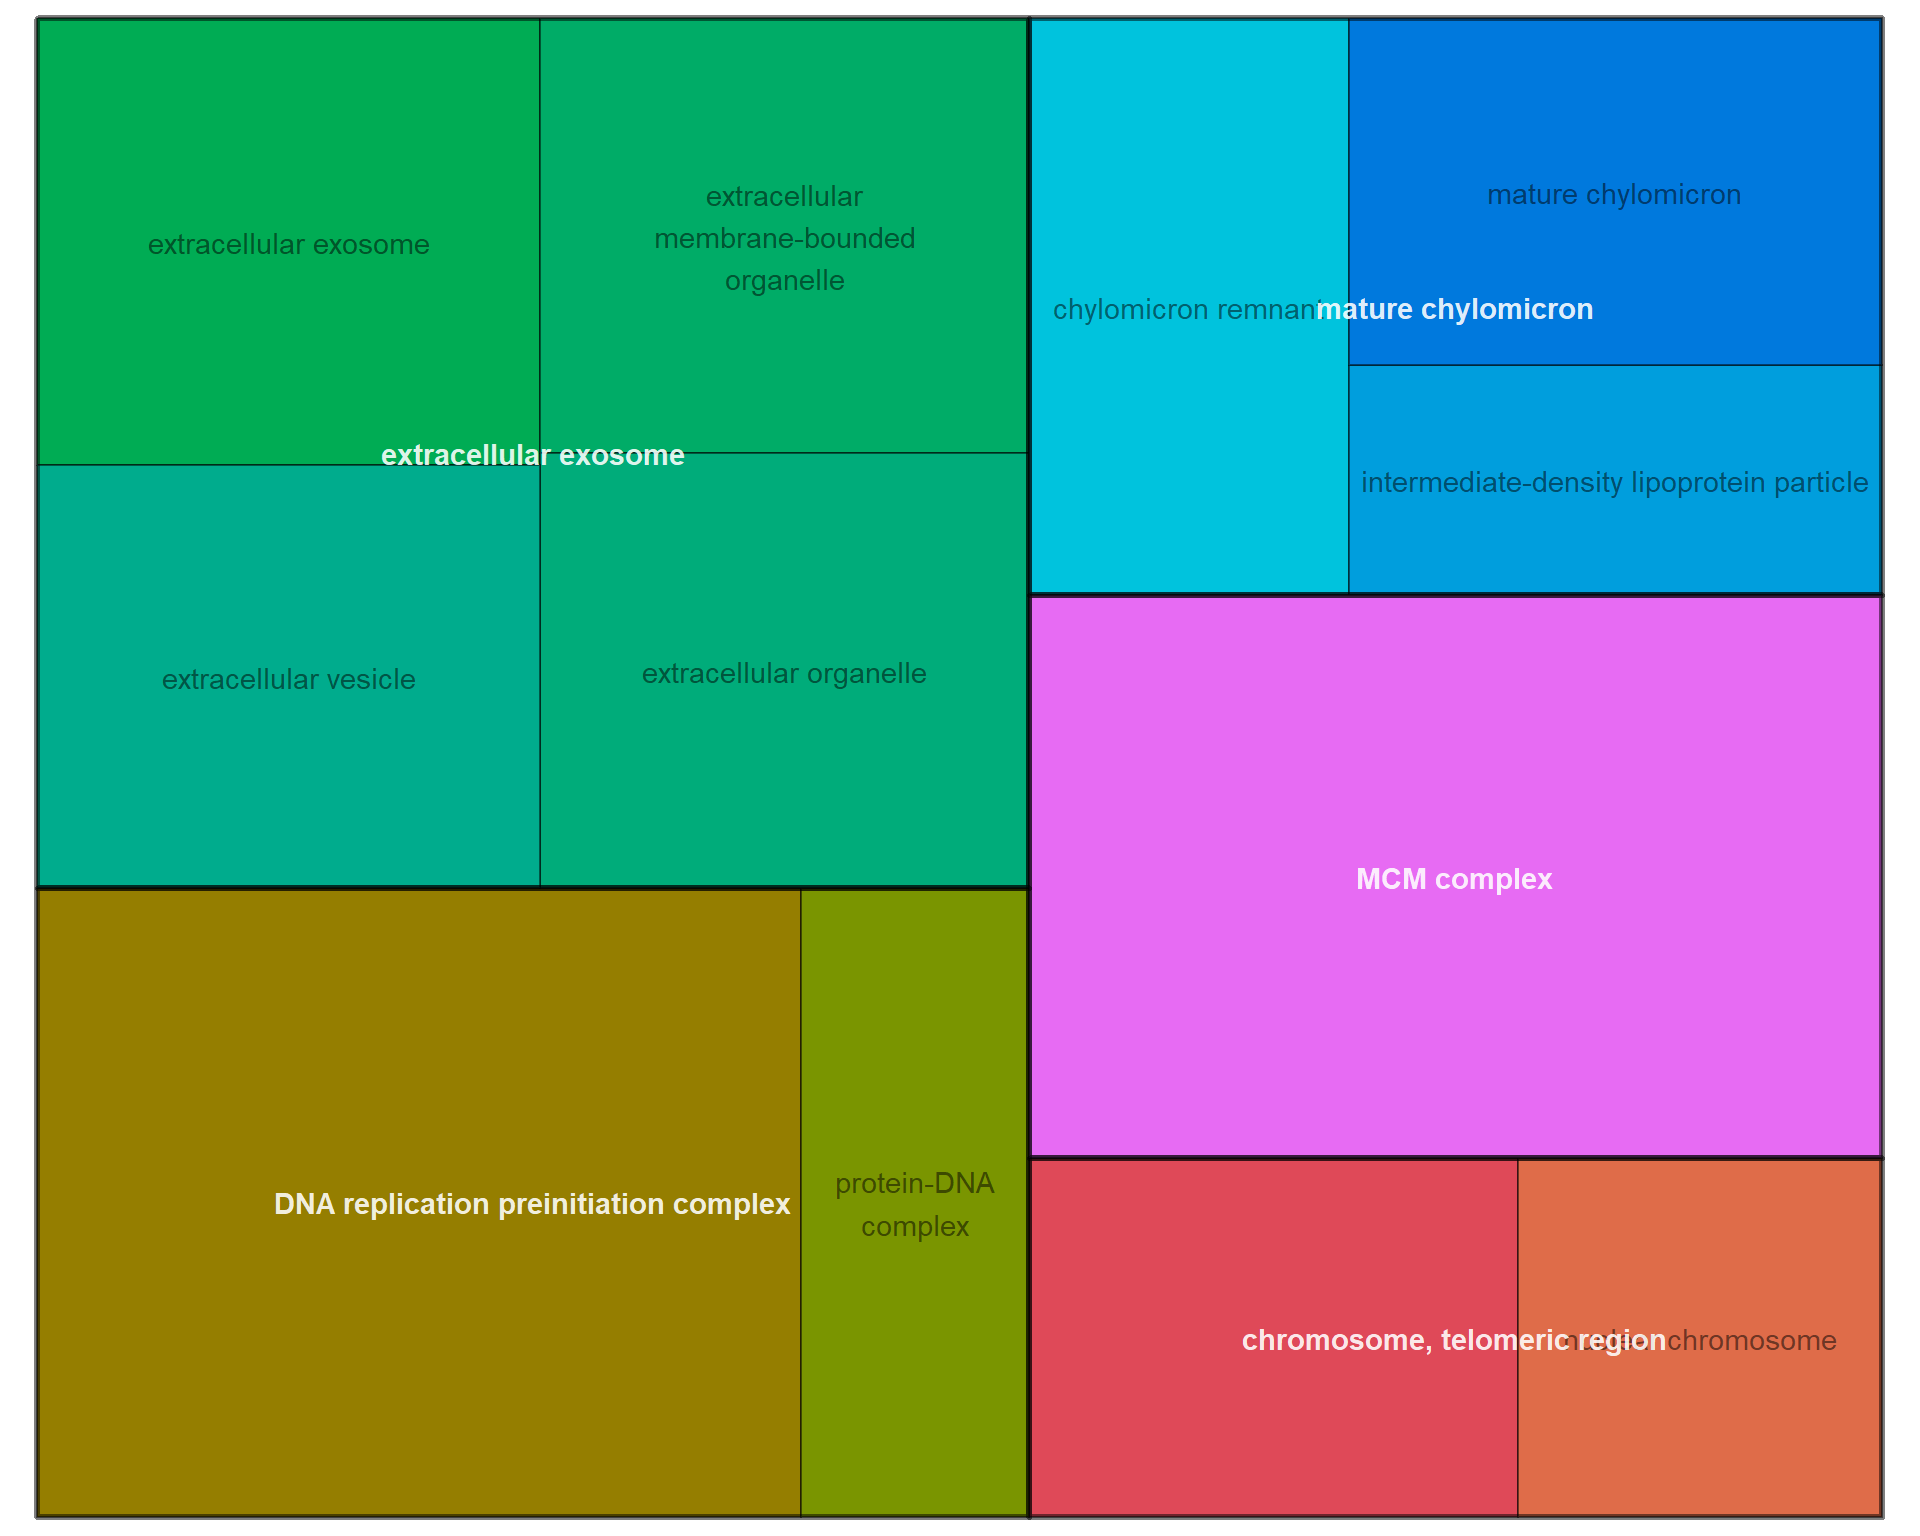 extracellular exosome
extracellular
membrane-bounded
organelle
extracellular exosome
extracellular vesicle
extracellular organelle
mature chylomicron
chylomicron remnant
mature chylomicron
intermediate-density lipoprotein particle
MCM complex
DNA replication preinitiation complex
protein-DNA
complex
chromosome, telomeric region
chromosome